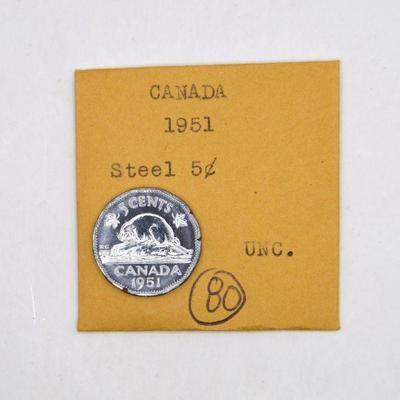 CANADA
1951
Steel 5¢
5 CENTS
CANADA
1951
UNC.
80